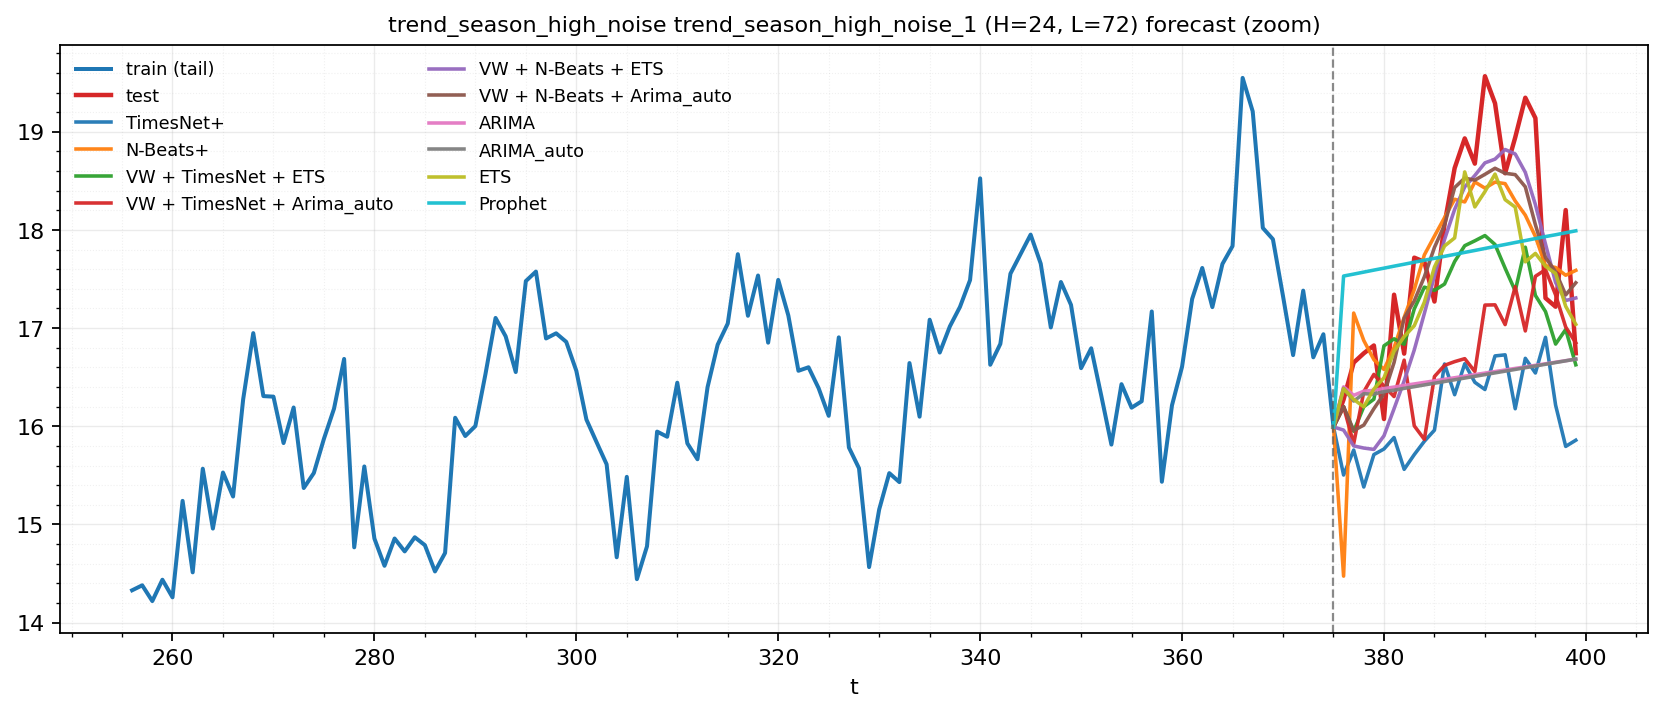 trend_season_high_noise trend_season_high_noise_1 (H=24, L=72) forecast (zoom)
train (tail)
test
TimesNet+
N-Beats+
VW + TimesNet + ETS
VW + TimesNet + Arima_auto
VW + N-Beats + ETS
VW + N-Beats + Arima_auto
ARIMA
ARIMA_auto
ETS
Prophet
19
18
17
16
15
14
260 280 300 320 340 360 380 400
t